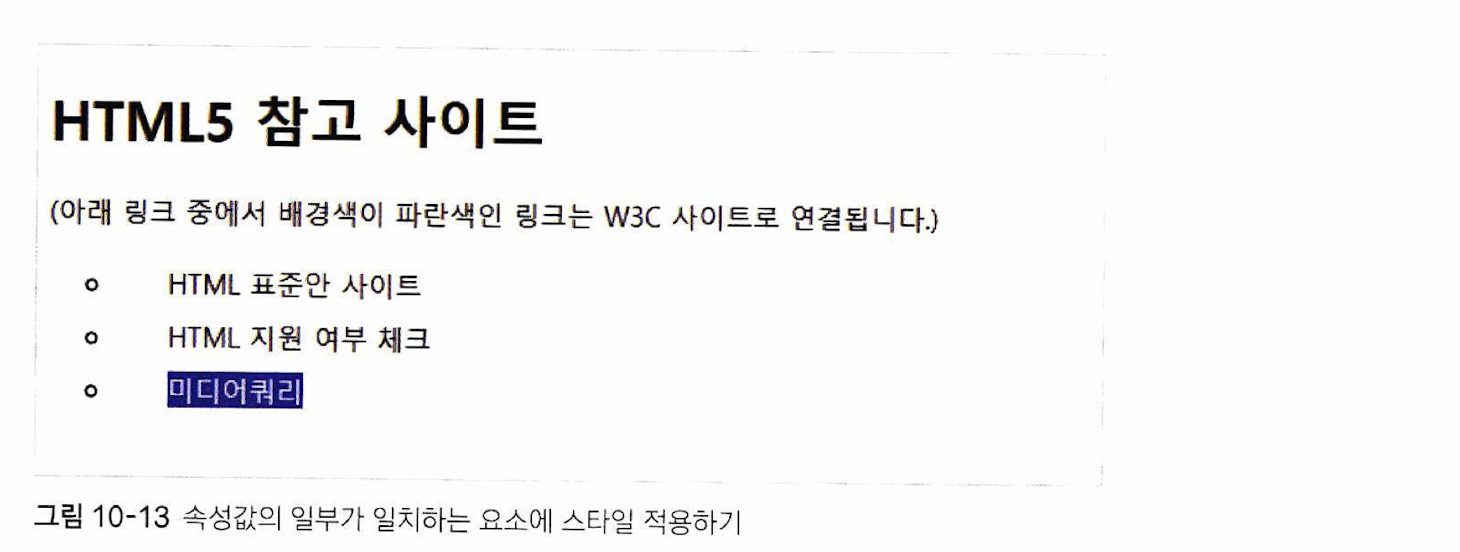 HTML5 참고 사이트
(아래 링크 중에서 배경색이 파란색인 링크는 W3C 사이트로 연결됩니다.)
HTML 표준안 사이트
HTML 지원 여부 체크
미디어쿼리
그림 10-13 속성값의 일부가 일치하는 요소에 스타일 적용하기